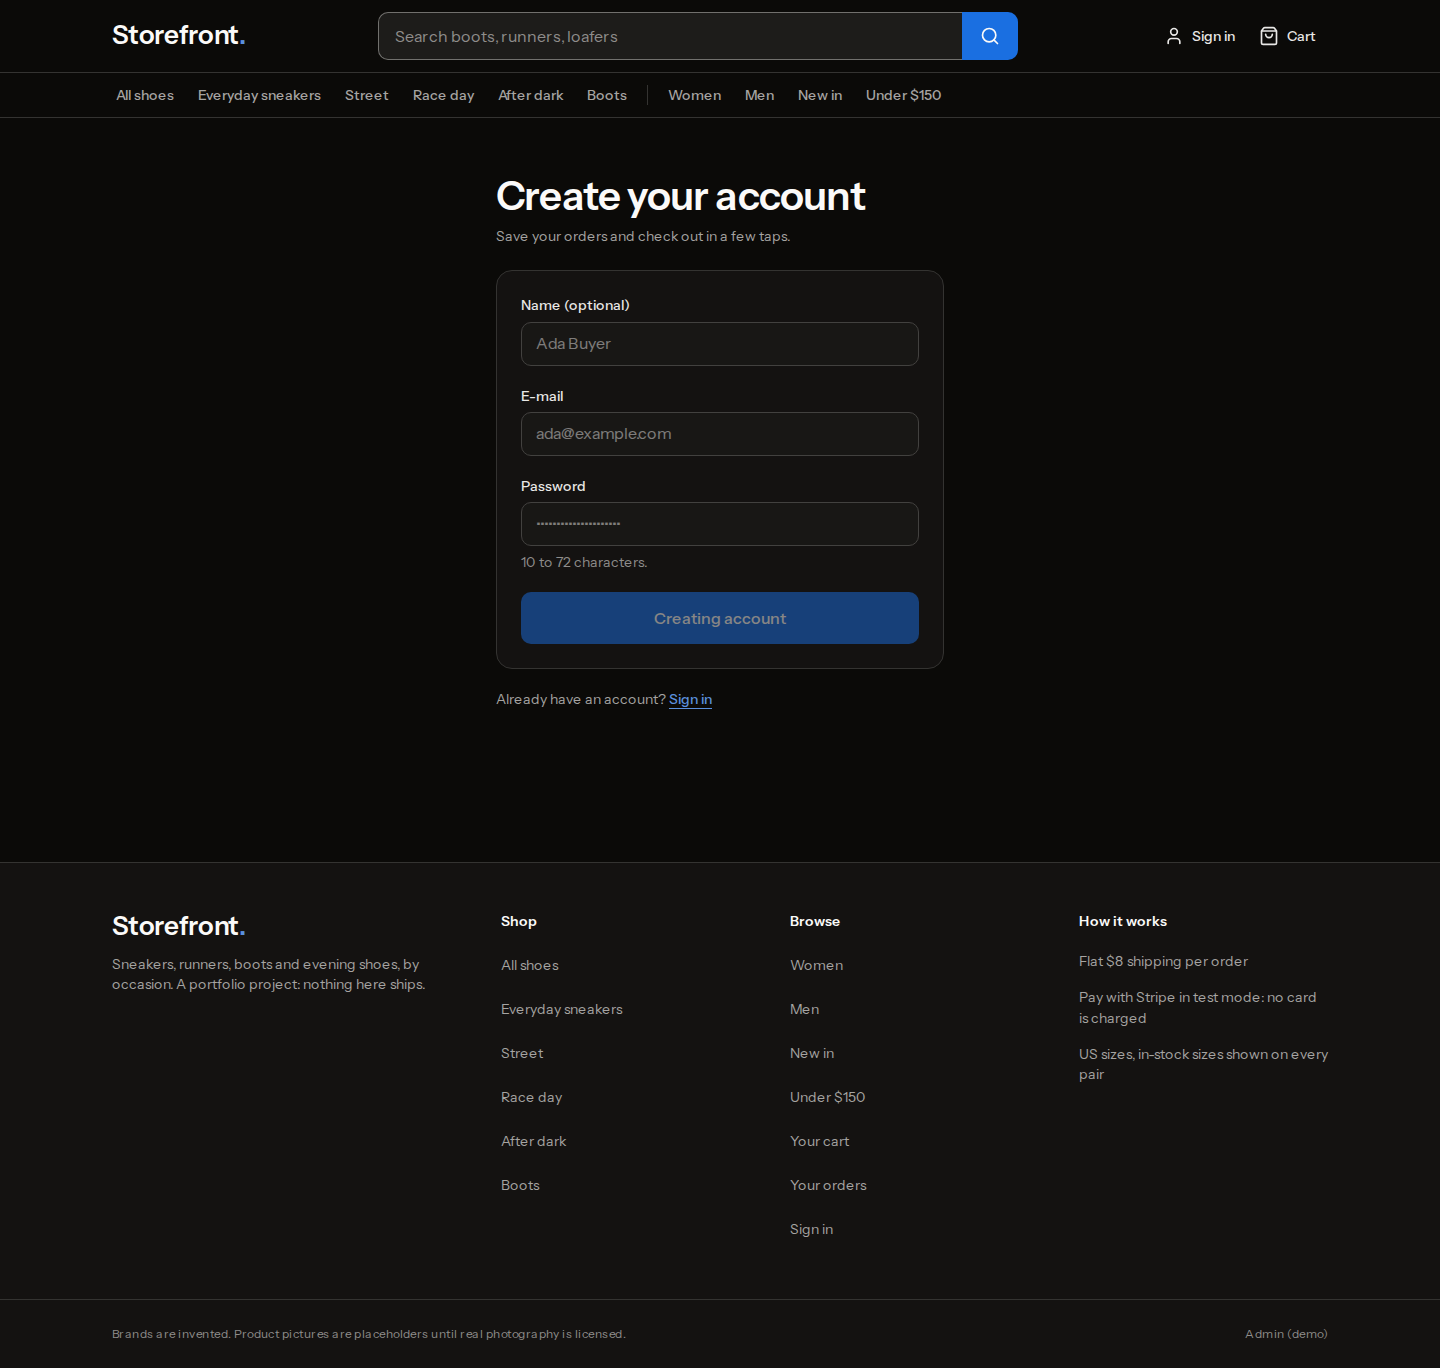 Storefront.
Search boots, runners, loafers
Sign in
Cart
All shoes
Everyday sneakers
Street
Race day
After dark
Boots
Women
Men
New in
Under $150
Create your account
Save your orders and check out in a few taps.
Name (optional)
Ada Buyer
E-mail
ada@example.com
Password
10 to 72 characters.
Creating account
Already have an account? Sign in
Storefront.
Sneakers, runners, boots and evening shoes, by
occasion. A portfolio project: nothing here ships.
Shop
All shoes
Everyday sneakers
Street
Race day
After dark
Boots
Browse
Women
Men
New in
Under $150
Your cart
Your orders
Sign in
How it works
Flat $8 shipping per order
Pay with Stripe in test mode: no card
is charged
US sizes, in-stock sizes shown on every
pair
Brands are invented. Product pictures are placeholders until real photography is licensed.
Admin (demo)